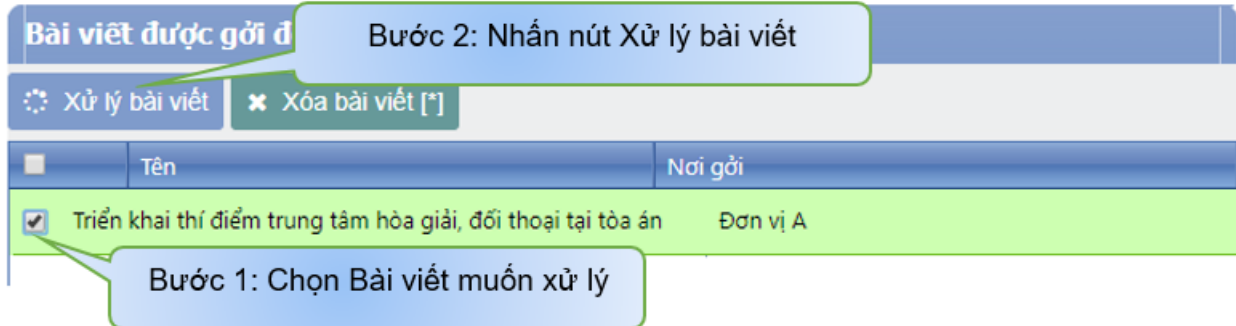 Bài viết được gởi đ
Bước 2: Nhấn nút Xử lý bài viết
Xử lý bài viết
Xóa bài viết [*]
Tên Nơi gởi
Triển khai thí điểm trung tâm hòa giải, đối thoại tại tòa án Đơn vị A
Bước 1: Chọn Bài viết muốn xử lý